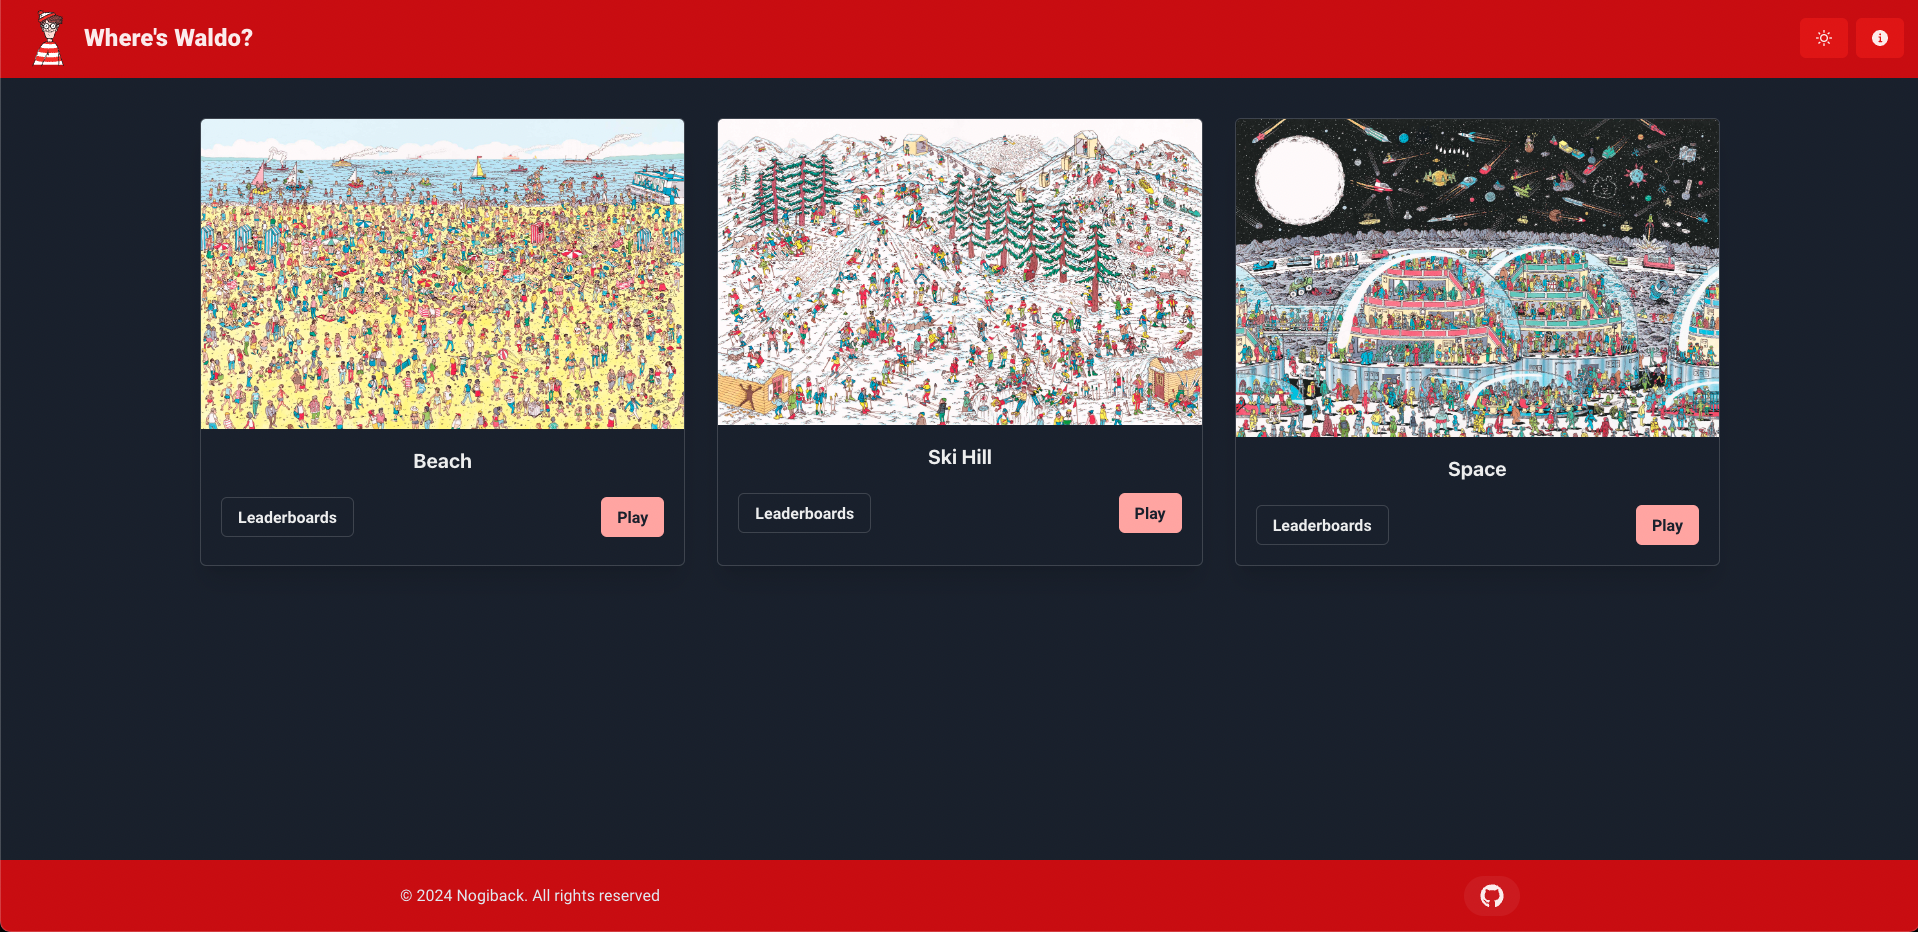 Where's Waldo?
Beach
Leaderboards
Play
Ski Hill
Leaderboards
Play
Space
Leaderboards
Play
© 2024 Nogiback. All rights reserved